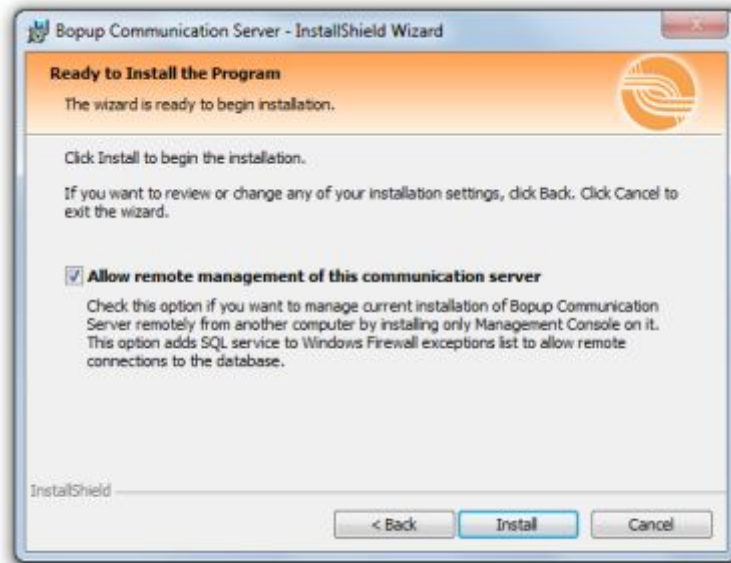 Bopup Communication Server - InstallShield Wizard
Ready to Install the Program
The wizard is ready to begin installation.
Click Install to begin the installation.
If you want to review or change any of your installation settings, click Back. Click Cancel to
exit the wizard.
Allow remote management of this communication server
Check this option if you want to manage current installation of Bopup Communication
Server remotely from another computer by installing only Management Console on it.
This option adds SQL service to Windows Firewall exceptions list to allow remote
connections to the database.
InstallShield
< Back
Install
Cancel